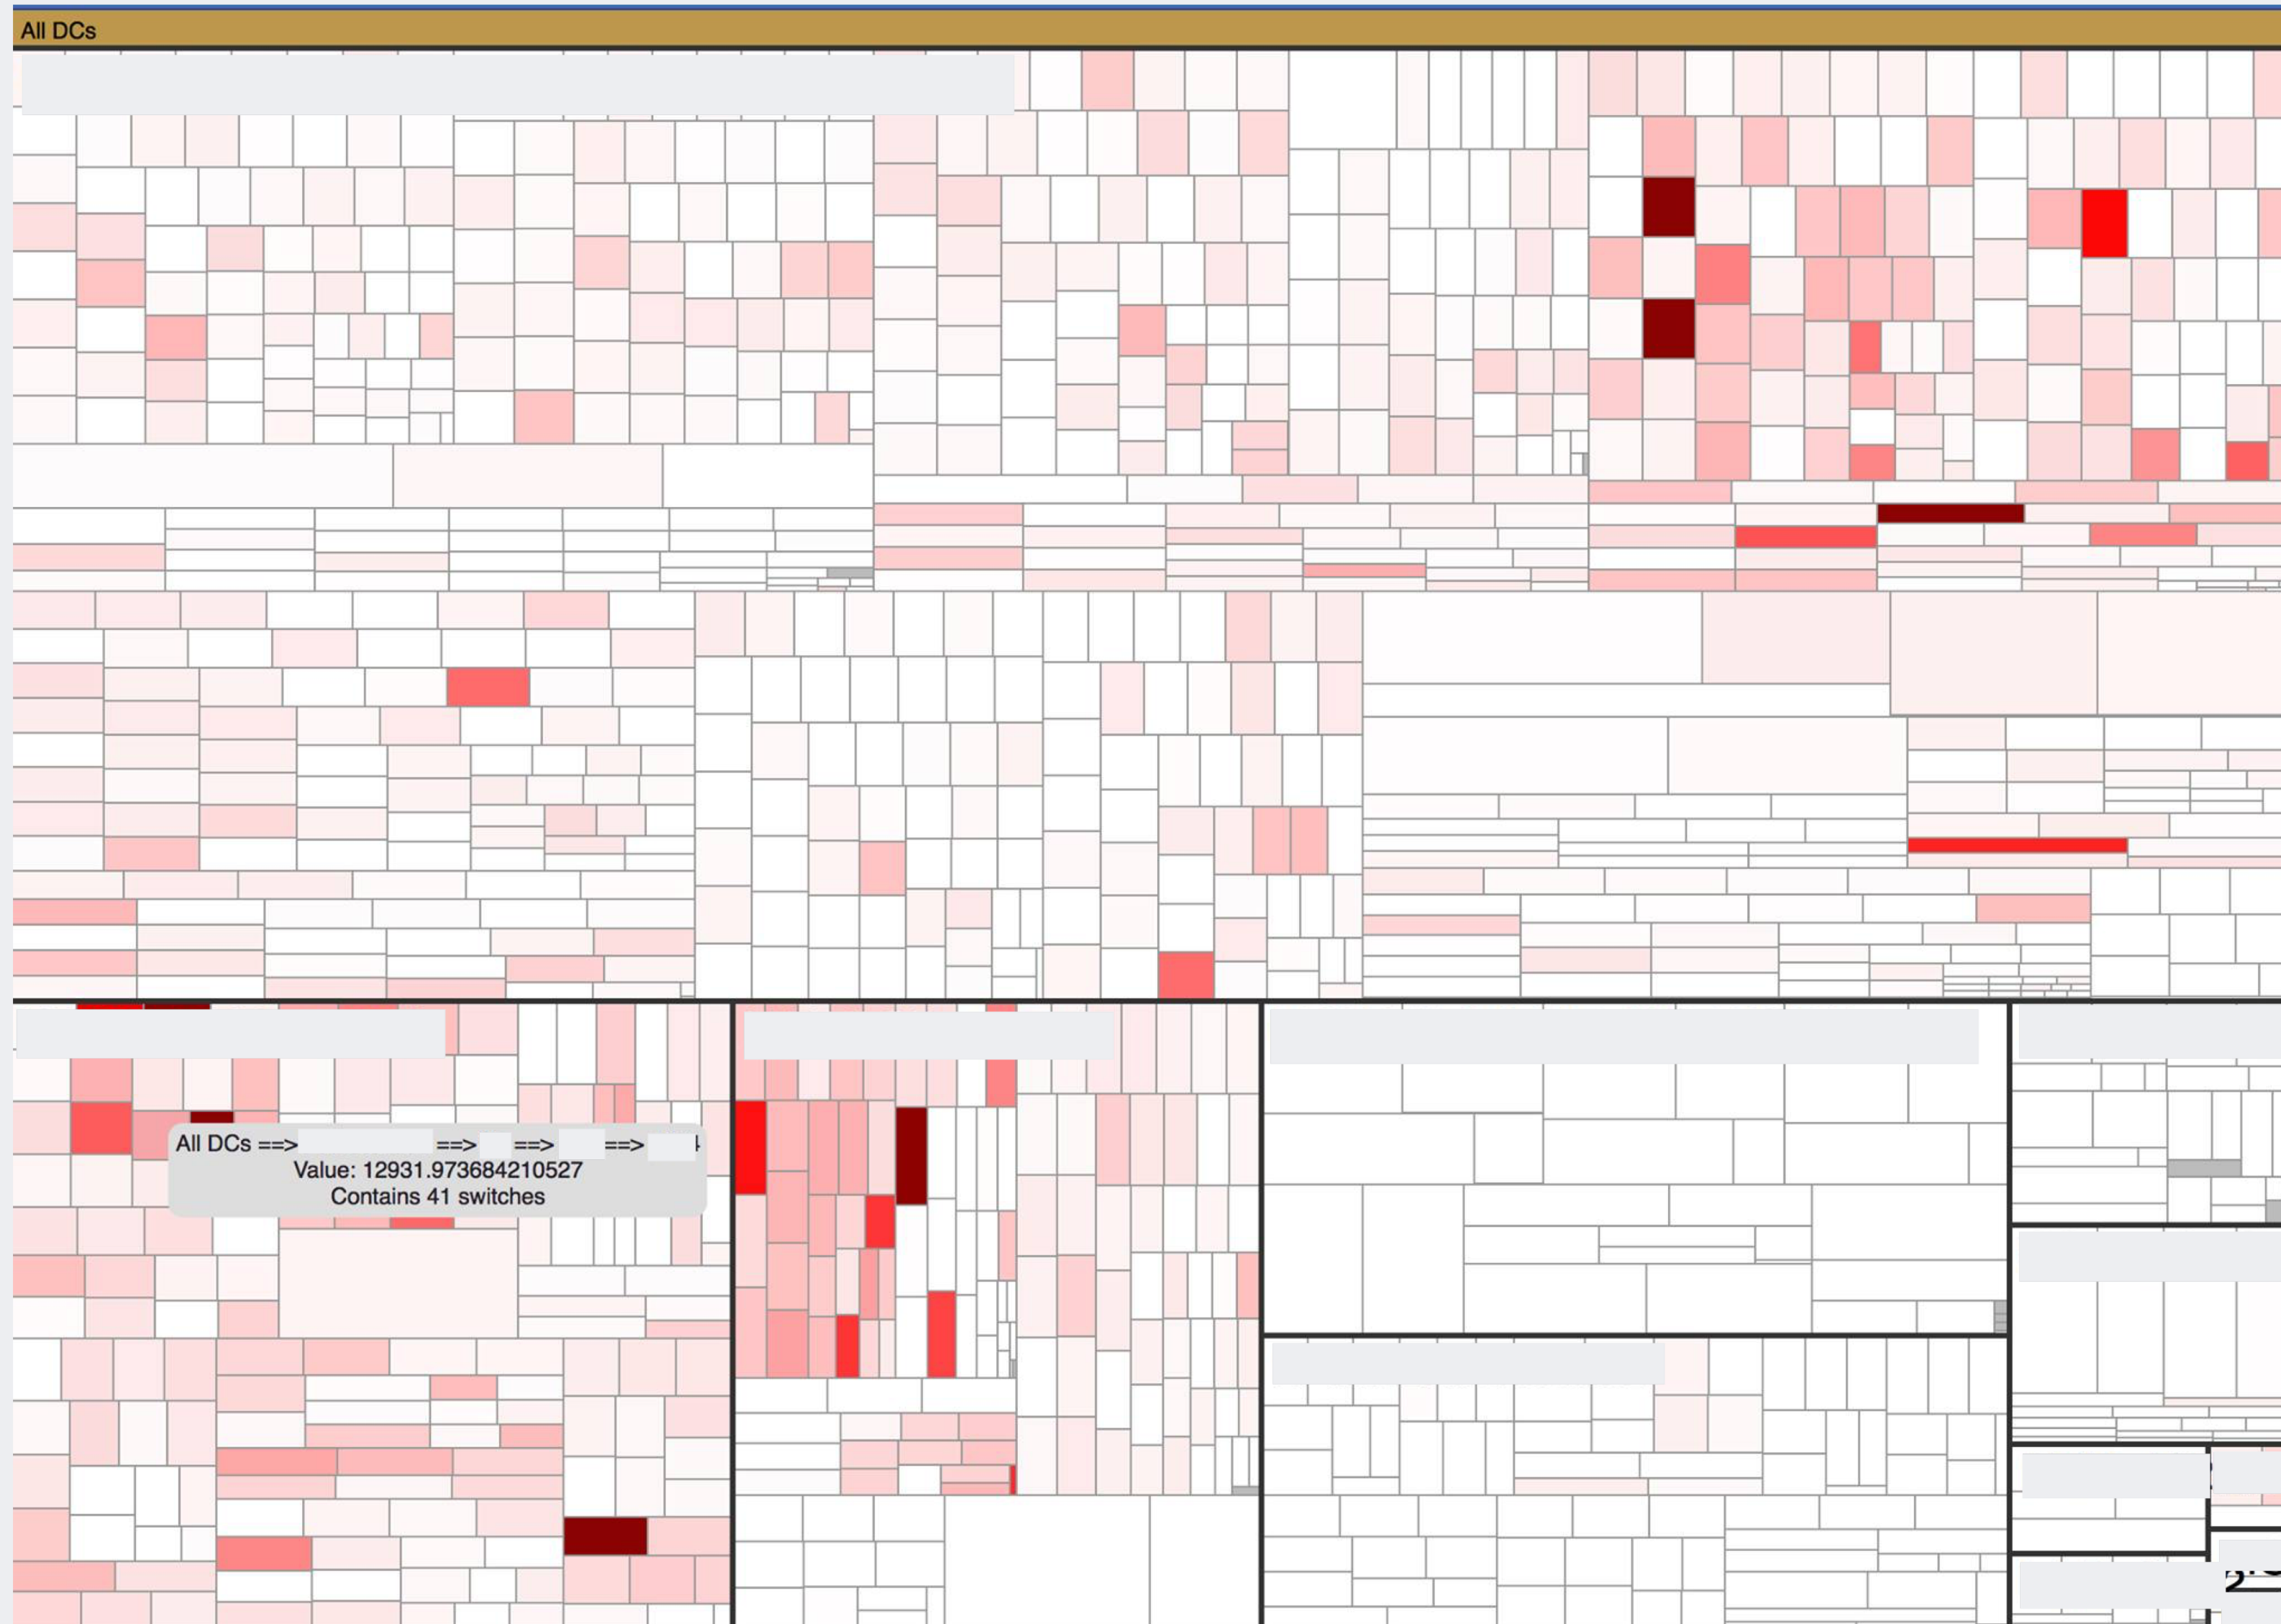 All DCs
All DCs ==> ==> ==> ==>
Value: 12931.973684210527
Contains 41 switches